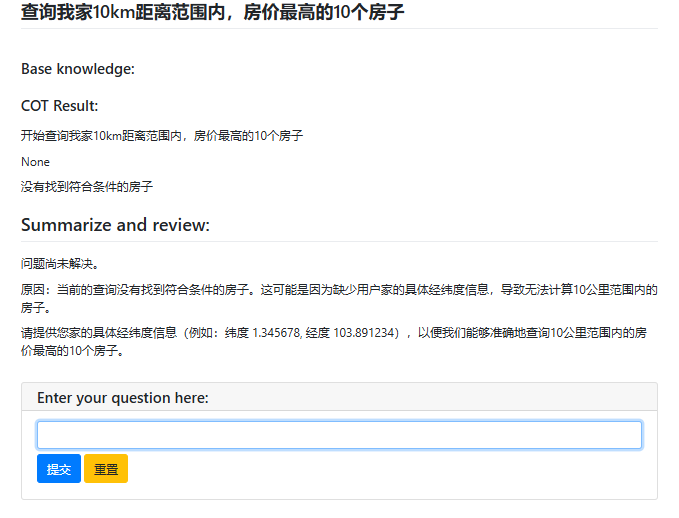 查询我家10km距离范围内，房价最高的10个房子
Base knowledge:
COT Result:
开始查询我家10km距离范围内，房价最高的10个房子
None
没有找到符合条件的房子
Summarize and review:
问题尚未解决。
原因：当前的查询没有找到符合条件的房子。这可能是因为缺少用户家的具体经纬度信息，导致无法计算10公里范围内的
房子。
请提供您家的具体经纬度信息（例如：纬度 1.345678, 经度 103.891234），以便我们能够准确地查询10公里范围内的房
价最高的10个房子。
Enter your question here:
提交 重置